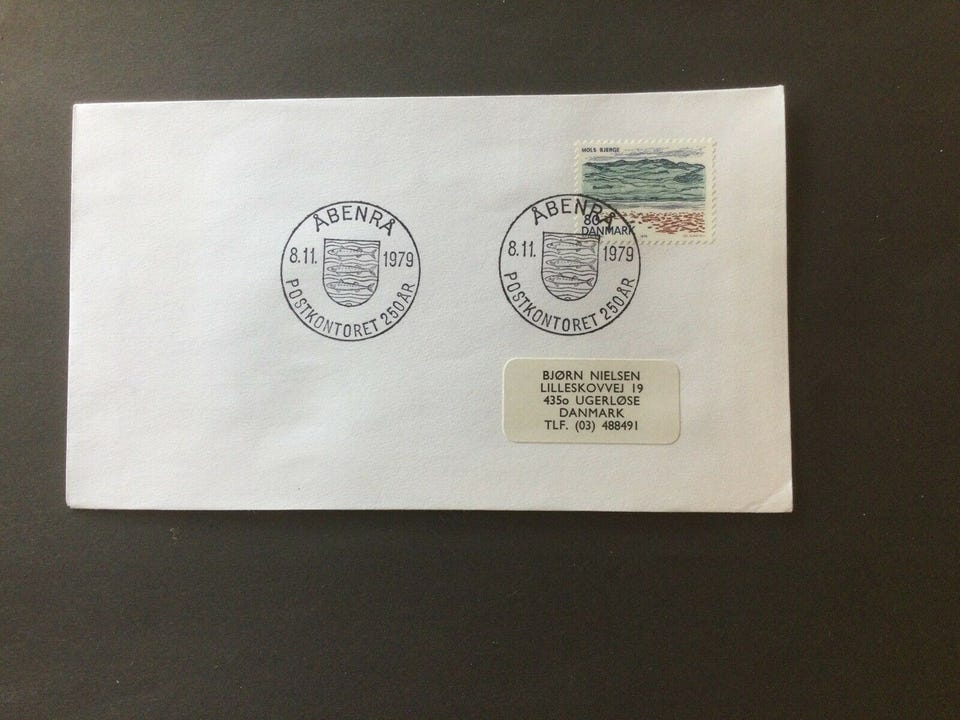 MOLS BJERGE
80
DANMARK
ÅBENRÅ
8.11. 1979
POSTKONTORET 250 ÅR
ÅBENRÅ
8.11. 1979
POSTKONTORET 250 ÅR
BJØRN NIELSEN
LILLESKOVVEJ 19
435o UGERLØSE
DANMARK
TLF. (03) 488491